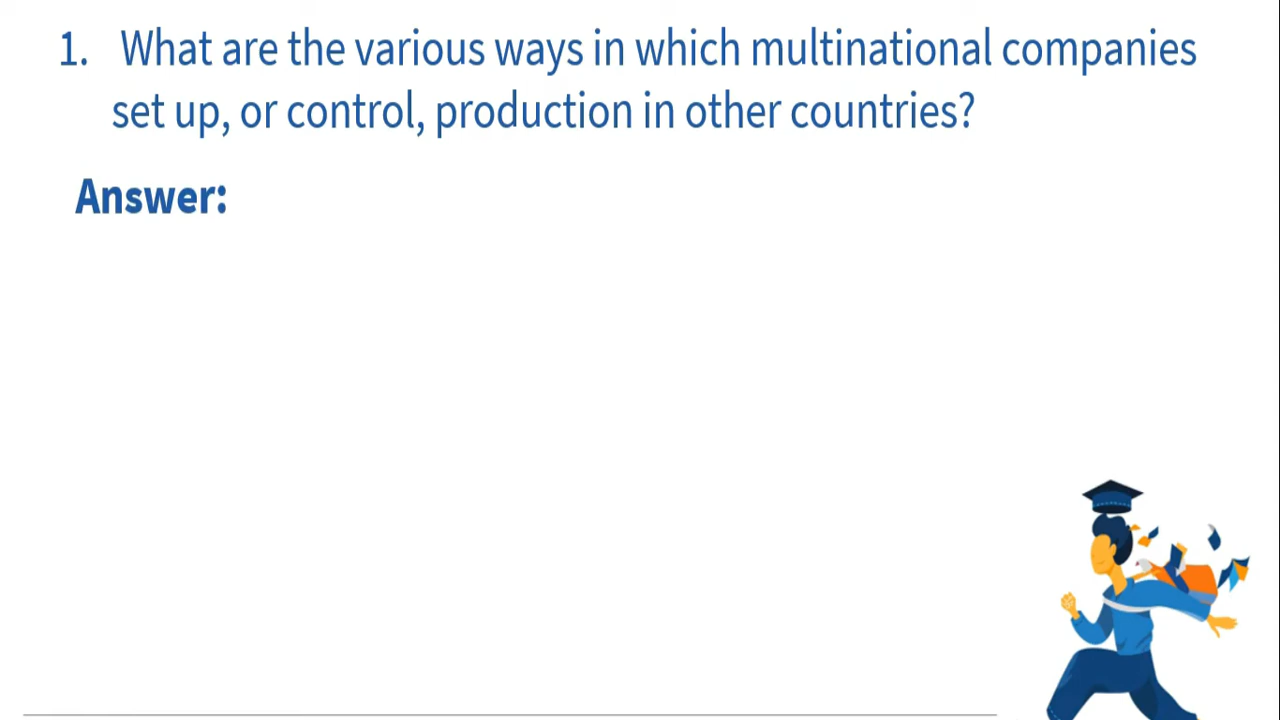 1. What are the various ways in which multinational companies
set up, or control, production in other countries?
Answer: